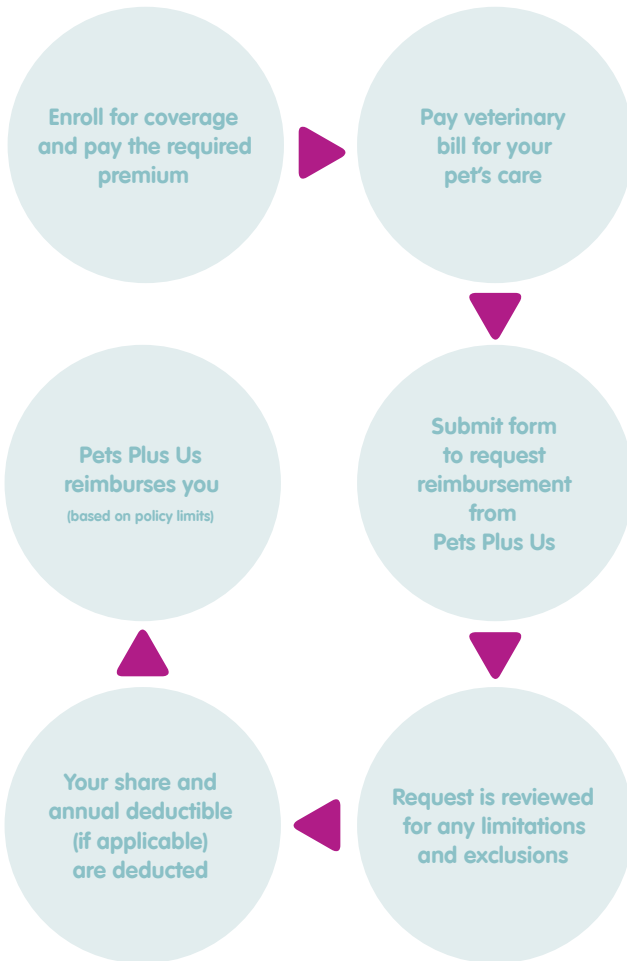 Enroll for coverage
and pay the required
premium
Pay veterinary
bill for your
pet's care
Submit form
to request
reimbursement
from
Pets Plus Us
Request is reviewed
for any limitations
and exclusions
Your share and
annual deductible
(if applicable)
are deducted
Pets Plus Us
reimburses you
(based on policy limits)